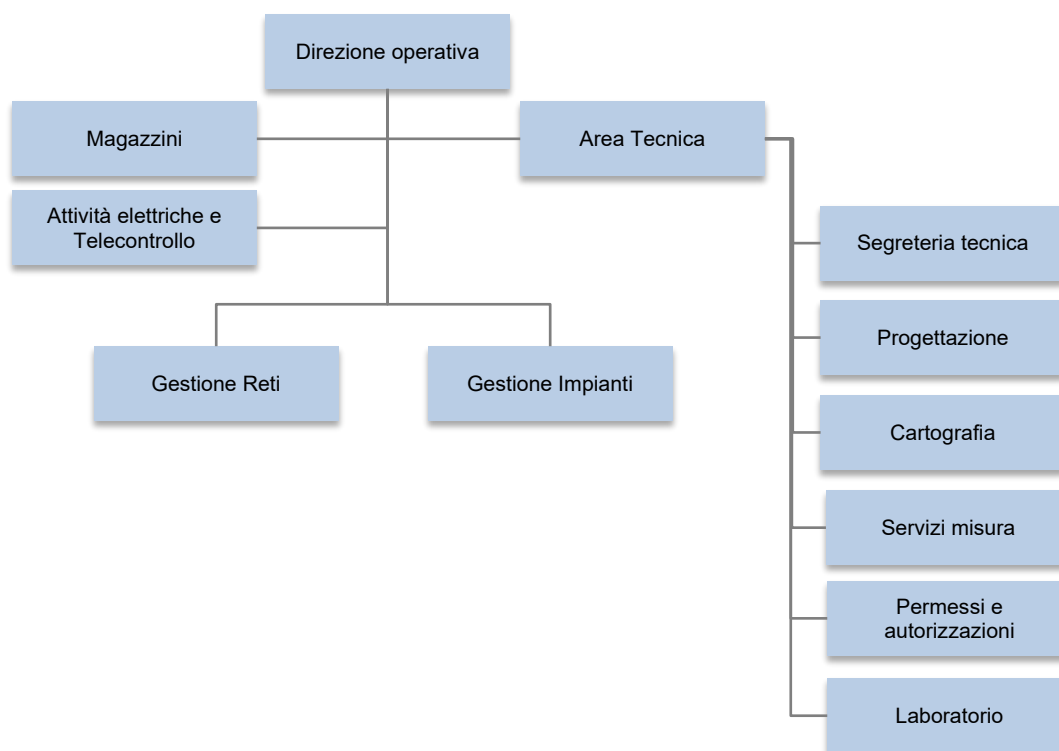 Direzione operativa
Magazzini
Area Tecnica
Attività elettriche e
Telecontrollo
Segreteria tecnica
Progettazione
Gestione Reti
Gestione Impianti
Cartografia
Servizi misura
Permessi e
autorizzazioni
Laboratorio